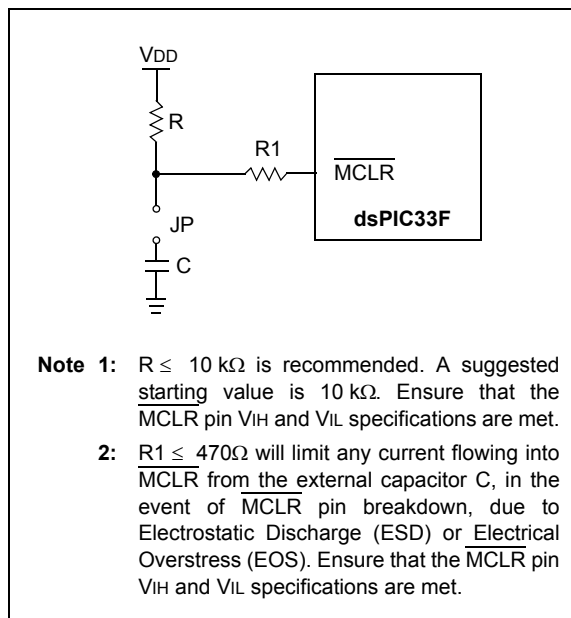 VDD
R
R1
MCLR
dsPIC33F
JP
C
Note 1: R ≤ 10 kΩ is recommended. A suggested
starting value is 10 kΩ. Ensure that the
MCLR pin VIH and VIL specifications are met.
2: R1 ≤ 470Ω will limit any current flowing into
MCLR from the external capacitor C, in the
event of MCLR pin breakdown, due to
Electrostatic Discharge (ESD) or Electrical
Overstress (EOS). Ensure that the MCLR pin
VIH and VIL specifications are met.